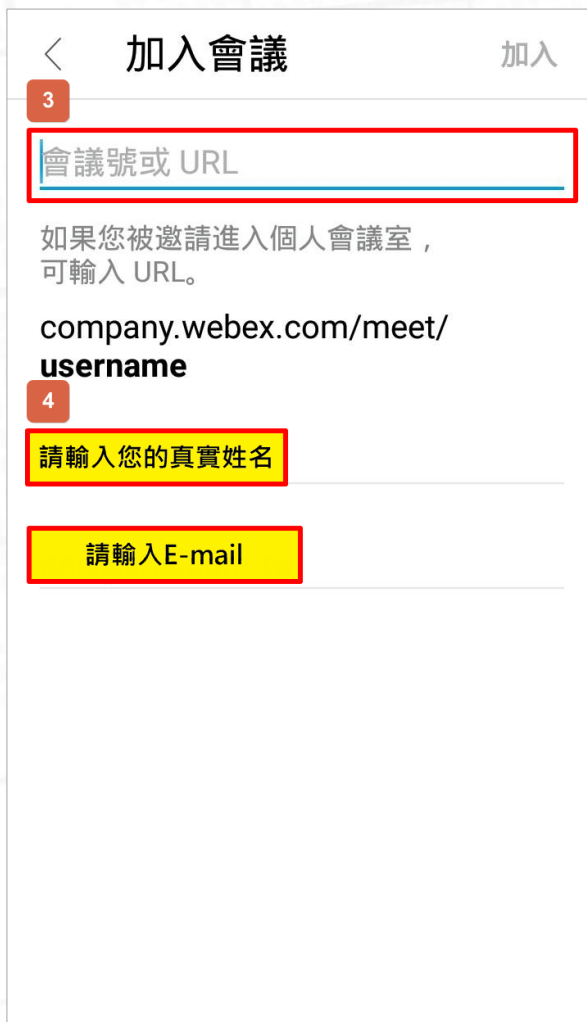 加入會議
加入
3
會議號或 URL
如果您被邀請進入個人會議室，
可輸入 URL。
company.webex.com/meet/
username
4
請輸入您的真實姓名
請輸入E-mail